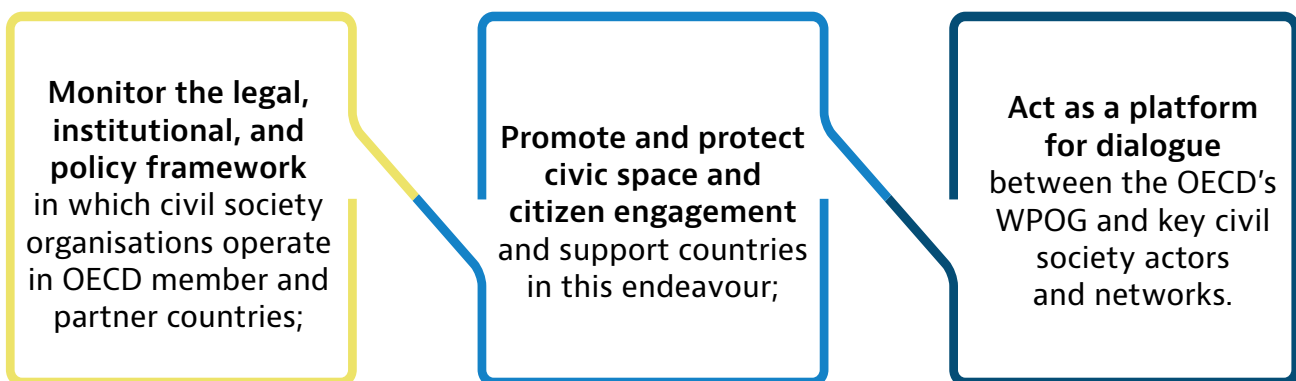 Monitor the legal,
institutional, and
policy framework
in which civil society
organisations operate
in OECD member and
partner countries;
Promote and protect
civic space and
citizen engagement
and support countries
in this endeavour;
Act as a platform
for dialogue
between the OECD’s
WPOG and key civil
society actors
and networks.